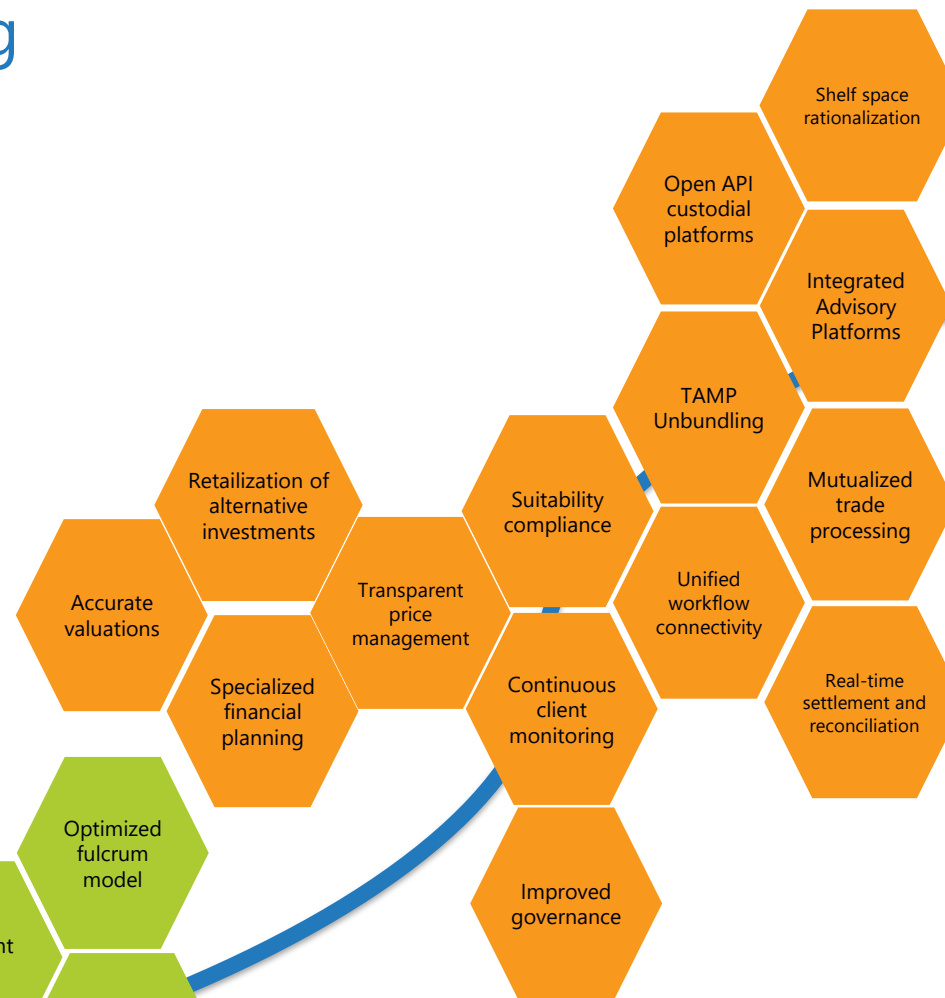 g
Shelf space
rationalization
Open API
custodial
platforms
Integrated
Advisory
Platforms
TAMP
Unbundling
Retailization of
alternative
investments
Suitability
compliance
Mutualized
trade
processing
Accurate
valuations
Transparent
price
management
Unified
workflow
connectivity
Specialized
financial
planning
Continuous
client
monitoring
Real-time
settlement and
reconciliation
Optimized
fulcrum
model
Improved
governance
nt